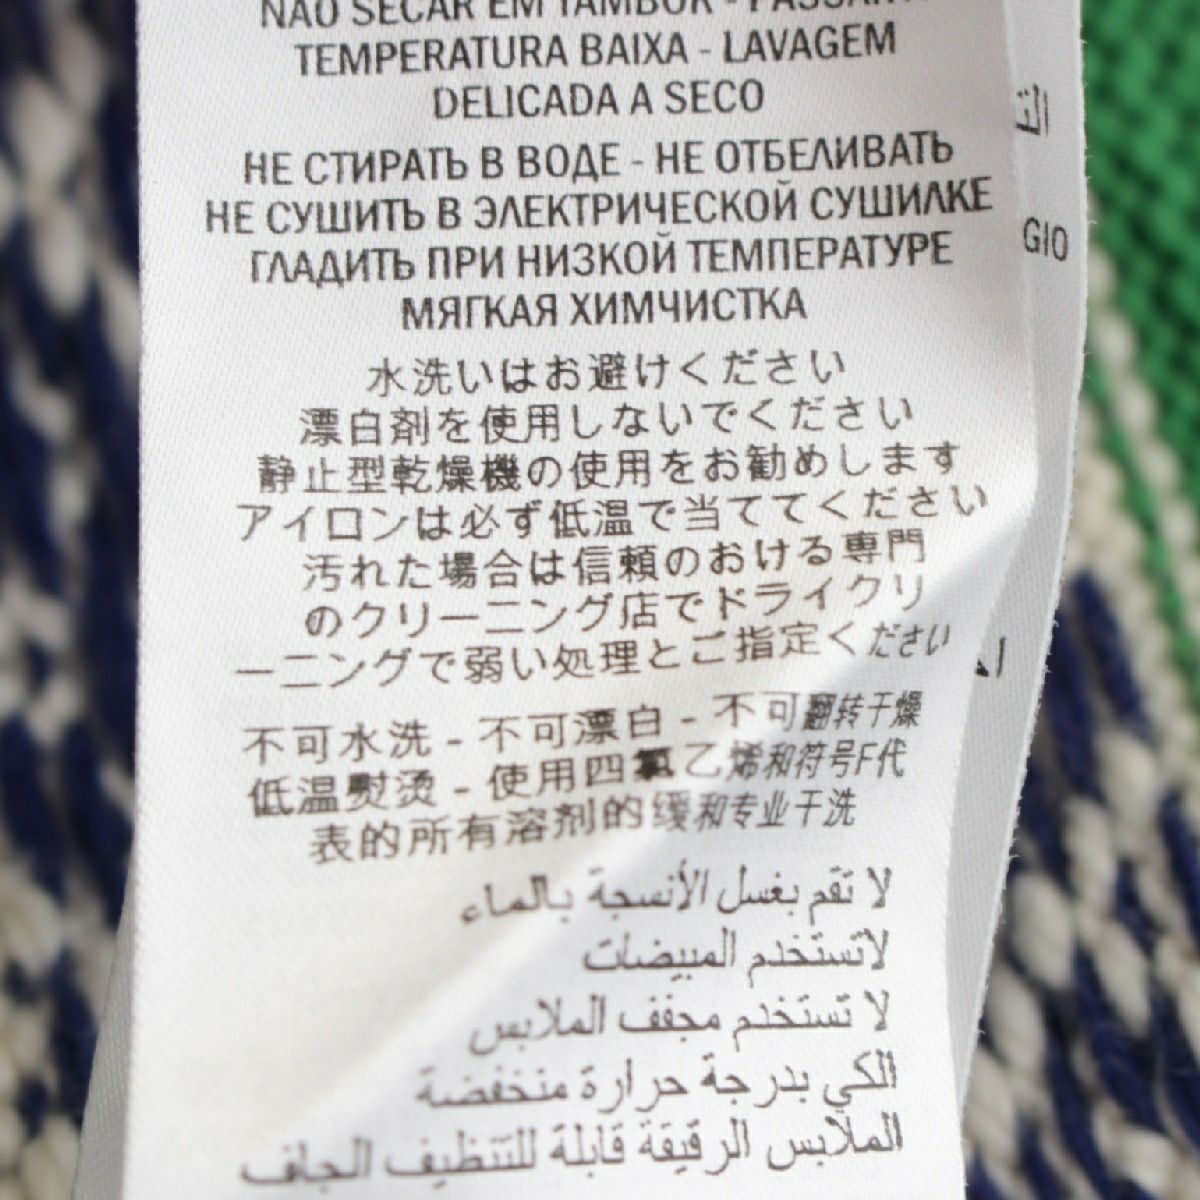 NÃO SECAR EM TAMBOR -
TEMPERATURA BAIXA - LAVAGEM
DELICADA A SECO
НЕ СТИРАТЬ В ВОДЕ - НЕ ОТБЕЛИВАТЬ
НЕ СУШИТЬ В ЭЛЕКТРИЧЕСКОЙ СУШИЛКЕ
ГЛАДИТЬ ПРИ НИЗКОЙ ТЕМПЕРАТУРЕ
МЯГКАЯ ХИМЧИСТКА
水洗いはお避けください
漂白剤を使用しないでください
静止型乾燥機の使用をお勧めします
アイロンは必ず低温で当ててください
汚れた場合は信頼のおける専門
のクリーニング店でドライクリ
ーニングで弱い処理とご指定ください
不可水洗 - 不可漂白 - 不可翻转干燥
低温熨烫 - 使用四氯乙烯和符号F代
表的所有溶剂的缓和专业干洗
لا تقم بغسل الأنسجة بالماء
لاتستخدم المبيضات
لا تستخدم مجفف الملابس
الكي بدرجة حرارة منخفضة
الملابس الرقيقة قابلة للتنظيف الجاف
GIO